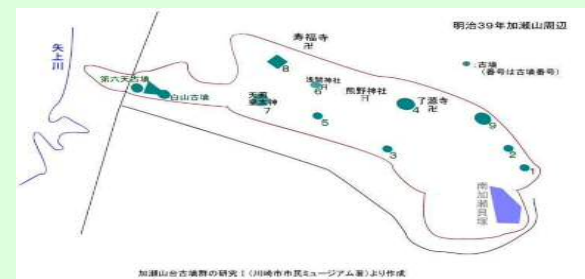 明治39年加瀬山周辺
●:古墳
(番号は古墳番号)
矢上川
寿福寺
卍
8
第六天古墳
白山古墳
天照
皇太神
7
浅間神社
6
熊野神社
了源寺
卍
4
9
5
3
2
1
南加瀬貝塚
加瀬山台古墳群の研究Ⅰ(川崎市市民ミュージアム著)より作成